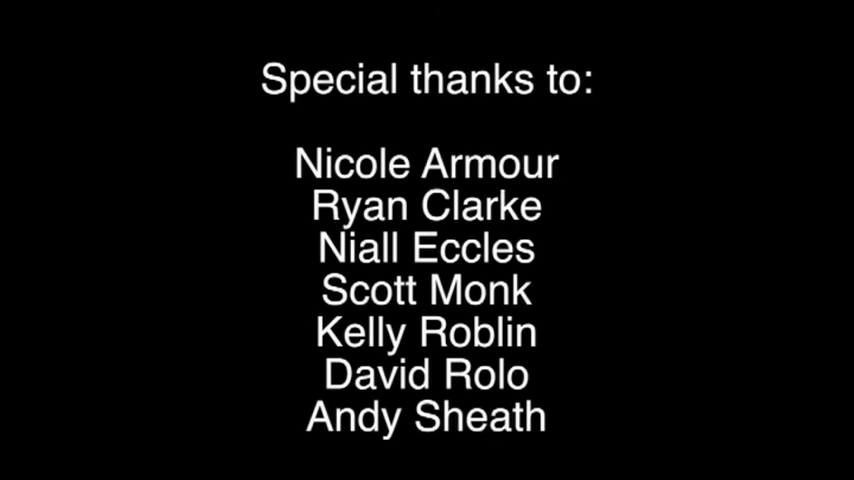 Special thanks to:
Nicole Armour
Ryan Clarke
Niall Eccles
Scott Monk
Kelly Roblin
David Rolo
Andy Sheath